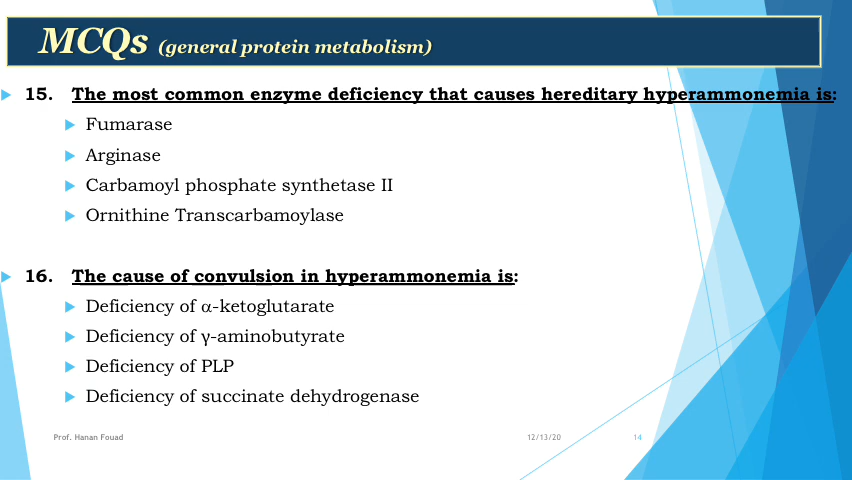 MCQs (general protein metabolism)
15. The most common enzyme deficiency that causes hereditary hyperammonemia is:
Fumarase
Arginase
Carbamoyl phosphate synthetase II
Ornithine Transcarbamoylase
16. The cause of convulsion in hyperammonemia is:
Deficiency of α-ketoglutarate
Deficiency of γ-aminobutyrate
Deficiency of PLP
Deficiency of succinate dehydrogenase
Prof. Hanan Fouad 12/13/20 14